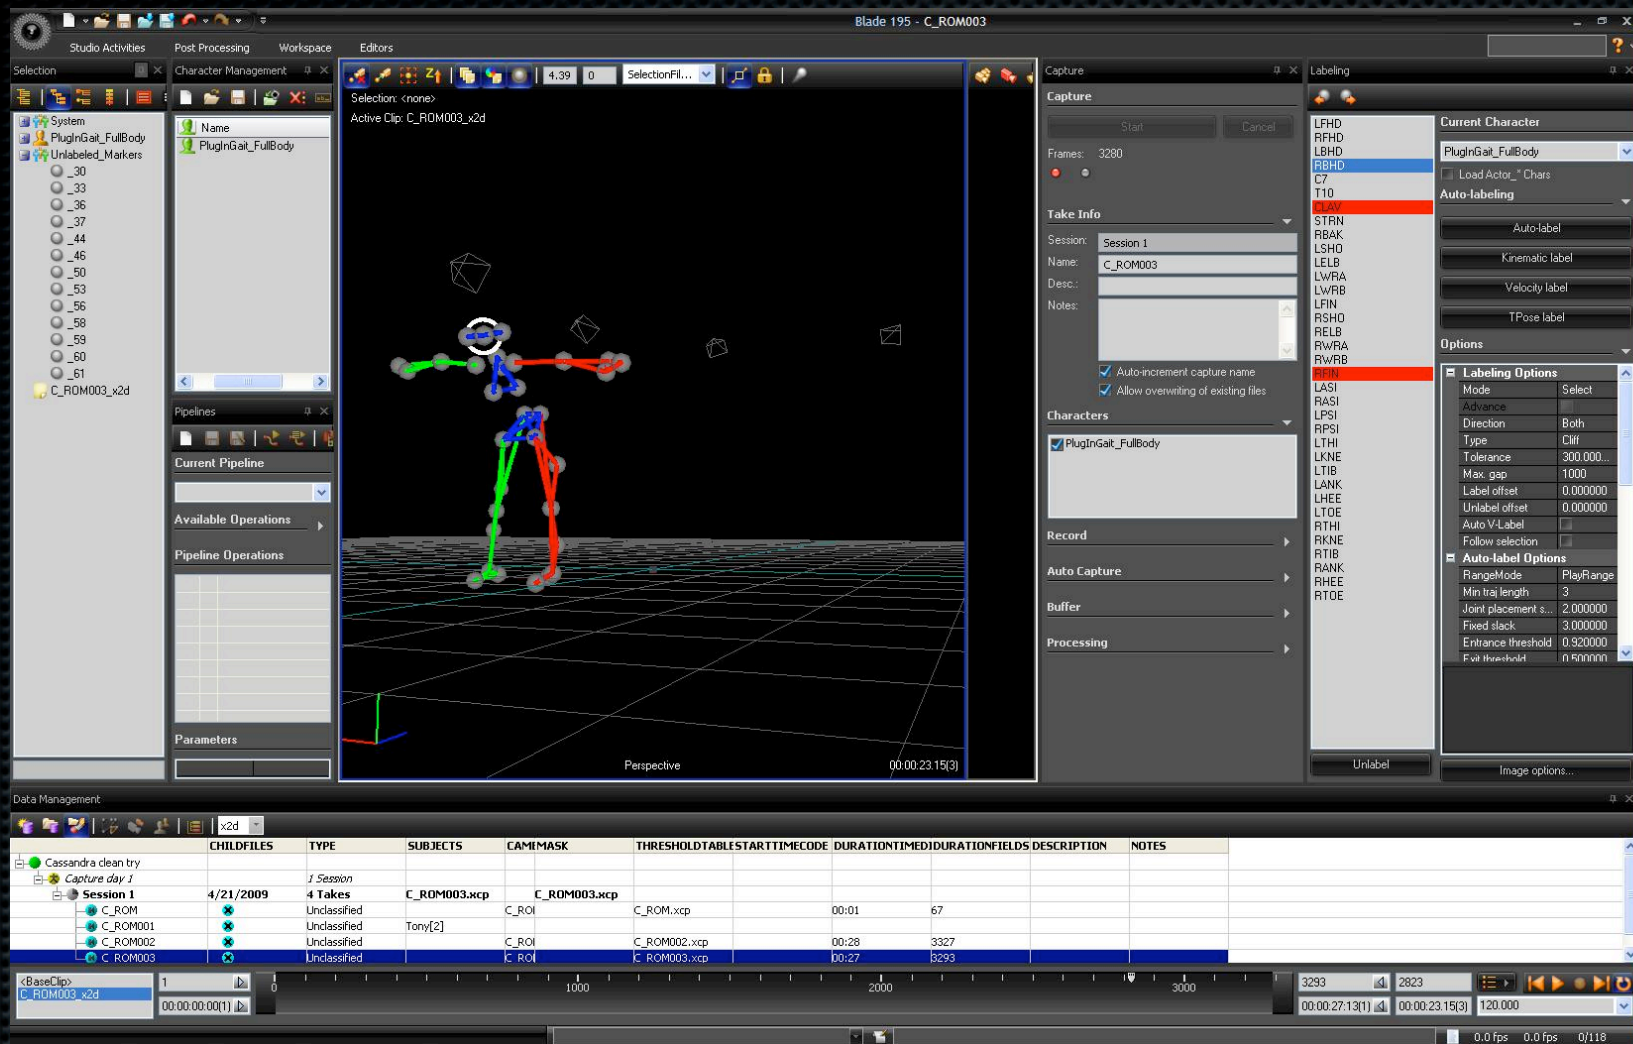 Blade 195 - C_ROM003
Studio Activities Post Processing Workspace Editors
Selection
System
PlugInGait_FullBody
Unlabeled_Markers
_30
_33
_36
_37
_44
_46
_50
_53
_56
_58
_59
_60
_61
C_ROM003_x2d
Character Management
Name
PlugInGait_FullBody
Pipelines
Current Pipeline
Available Operations
Pipeline Operations
Parameters
4.39 0 SelectionFil...
Selection: <none>
Active Clip: C_ROM003_x2d
Perspective 00:00:23.15(3)
Capture
Capture
Start Cancel
Frames: 3280
Take Info
Session: Session 1
Name: C_ROM003
Desc.:
Notes:
Auto-increment capture name
Allow overwriting of existing files
Characters
PlugInGait_FullBody
Record
Auto Capture
Buffer
Processing
Labeling
LFHD
RFHD
LBHD
RBHD
C7
T10
CLAV
STRN
RBAK
LSHO
LELB
LWRA
LWRB
LFIN
RSHO
RELB
RWRA
RWRB
RFIN
LASI
RASI
LPSI
RPSI
LTHI
LKNE
LTIB
LANK
LHEE
LTOE
RTHI
RKNE
RTIB
RANK
RHEE
RTOE
Unlabel
Current Character
PlugInGait_FullBody
Load Actor_* Chars
Auto-labeling
Auto-label
Kinematic label
Velocity label
TPose label
Options
Labeling Options
Mode Select
Advance
Direction Both
Type Cliff
Tolerance 300.000...
Max. gap 1000
Label offset 0.000000
Unlabel offset 0.000000
Auto V-Label
Follow selection
Auto-label Options
RangeMode PlayRange
Min traj length 3
Joint placement s... 2.000000
Fixed slack 3.000000
Entrance threshold 0.920000
Exit threshold 0.500000
Image options...
Data Management
x2d
CHILDFILES TYPE SUBJECTS CAMEMASK THRESHOLDTABLESTARTTIMECODE DURATIONTIMEDIDURATIONFIELDS DESCRIPTION NOTES
Cassandra clean try
Capture day 1 1 Session
Session 1 4/21/2009 4 Takes C_ROM003.xcp C_ROM003.xcp
C_ROM Unclassified C_ROI C_ROM.xcp 00:01 67
C_ROM001 Unclassified Tony[2]
C_ROM002 Unclassified C_ROI C_ROM002.xcp 00:28 3327
C_ROM003 Unclassified C_ROI C_ROM003.xcp 00:27 3293
<BaseClip> 1 0 1000 2000 3000 3293 2823
C_ROM003_x2d 00:00:00:00(1) 00:00:27:13(1) 00:00:23.15(3) 120.000
0.0 fps 0.0 fps 0/118